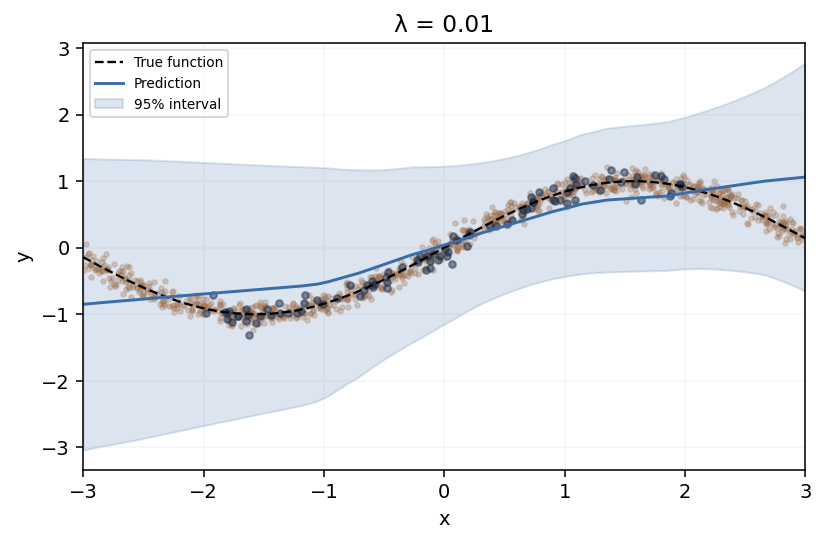 λ = 0.01
True function
Prediction
95% interval
3
2
1
0
−1
−2
−3
y
−3 −2 −1 0 1 2 3
x